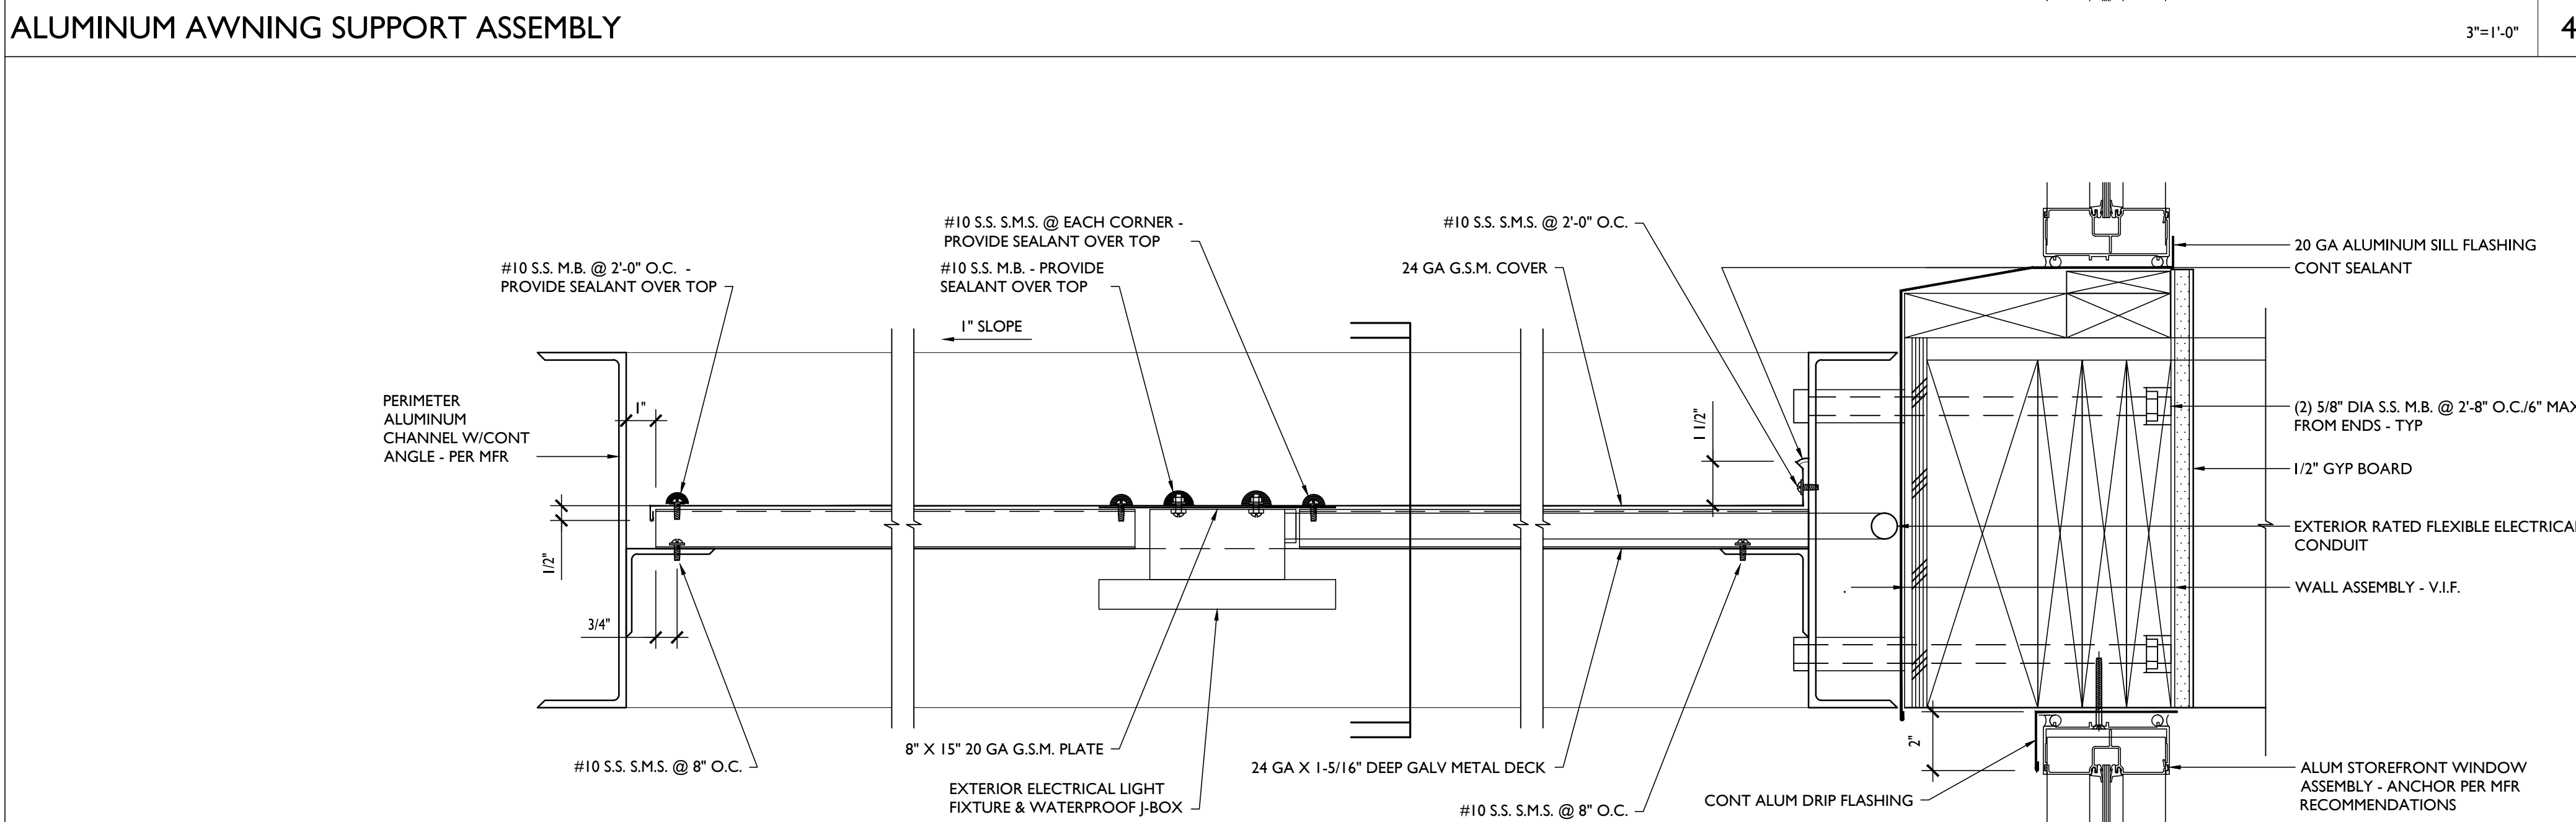 ALUMINUM AWNING SUPPORT ASSEMBLY
3"=1'-0"
4
#10 S.S. M.B. @ 2'-0" O.C. -
PROVIDE SEALANT OVER TOP
#10 S.S. S.M.S. @ EACH CORNER -
PROVIDE SEALANT OVER TOP
#10 S.S. M.B. - PROVIDE
SEALANT OVER TOP
1" SLOPE
#10 S.S. S.M.S. @ 2'-0" O.C.
24 GA G.S.M. COVER
20 GA ALUMINUM SILL FLASHING
CONT SEALANT
PERIMETER
ALUMINUM
CHANNEL W/CONT
ANGLE - PER MFR
1"
1 1/2"
(2) 5/8" DIA S.S. M.B. @ 2'-8" O.C./6" MAX
FROM ENDS - TYP
1/2" GYP BOARD
EXTERIOR RATED FLEXIBLE ELECTRICAL
CONDUIT
WALL ASSEMBLY - V.I.F.
1/2"
3/4"
2"
#10 S.S. S.M.S. @ 8" O.C.
8" X 15" 20 GA G.S.M. PLATE
EXTERIOR ELECTRICAL LIGHT
FIXTURE & WATERPROOF J-BOX
24 GA X 1-5/16" DEEP GALV METAL DECK
#10 S.S. S.M.S. @ 8" O.C.
CONT ALUM DRIP FLASHING
ALUM STOREFRONT WINDOW
ASSEMBLY - ANCHOR PER MFR
RECOMMENDATIONS